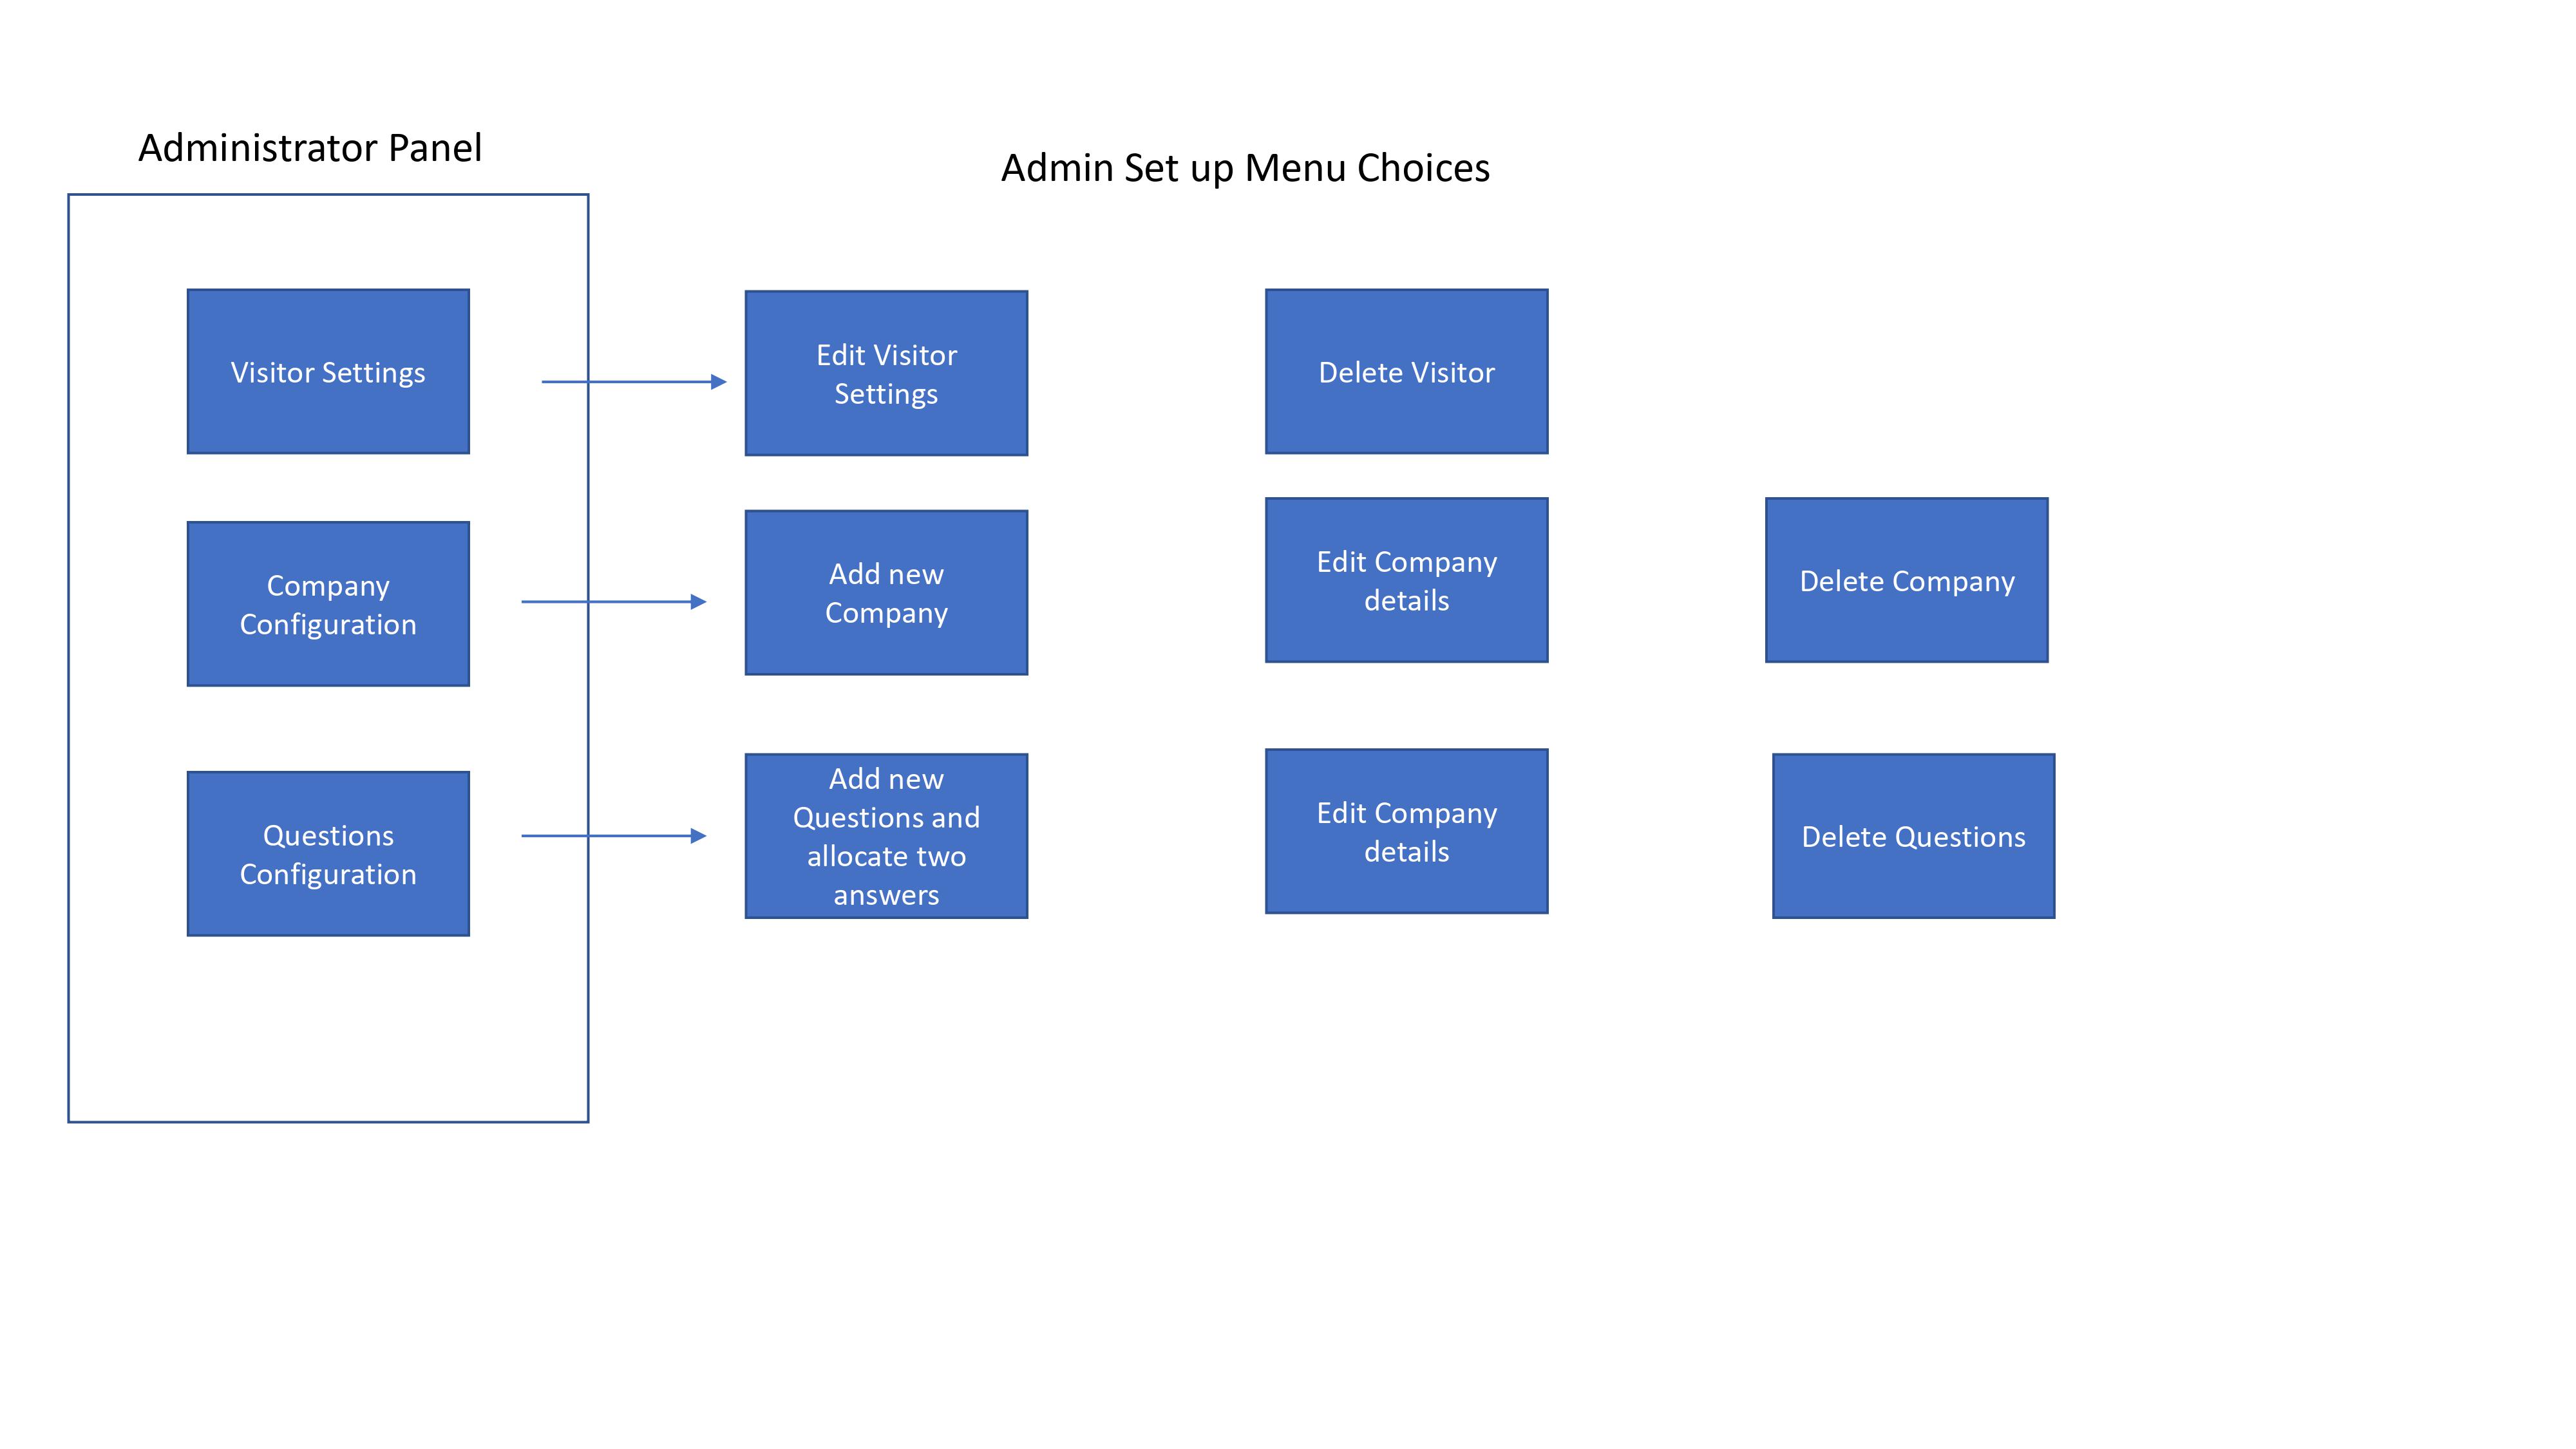 Administrator Panel
Admin Set up Menu Choices
Visitor Settings
Edit Visitor
Settings
Delete Visitor
Company
Configuration
Add new
Company
Edit Company
details
Delete Company
Questions
Configuration
Add new
Questions and
allocate two
answers
Edit Company
details
Delete Questions